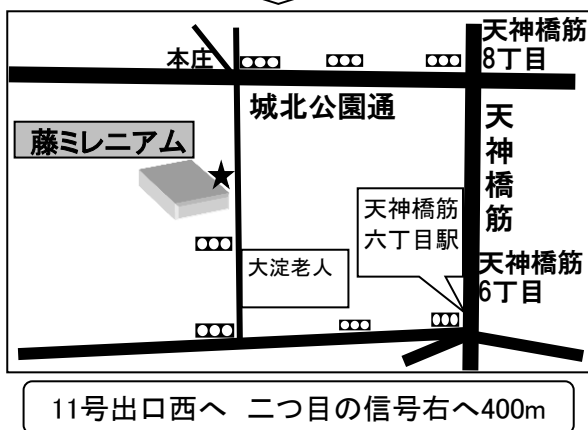 天神橋筋
8丁目
本庄
城北公園通
藤ミレニアム
天神橋筋
天神橋筋
六丁目駅
大淀老人
天神橋筋
6丁目
11号出口西へ 二つ目の信号右へ400m